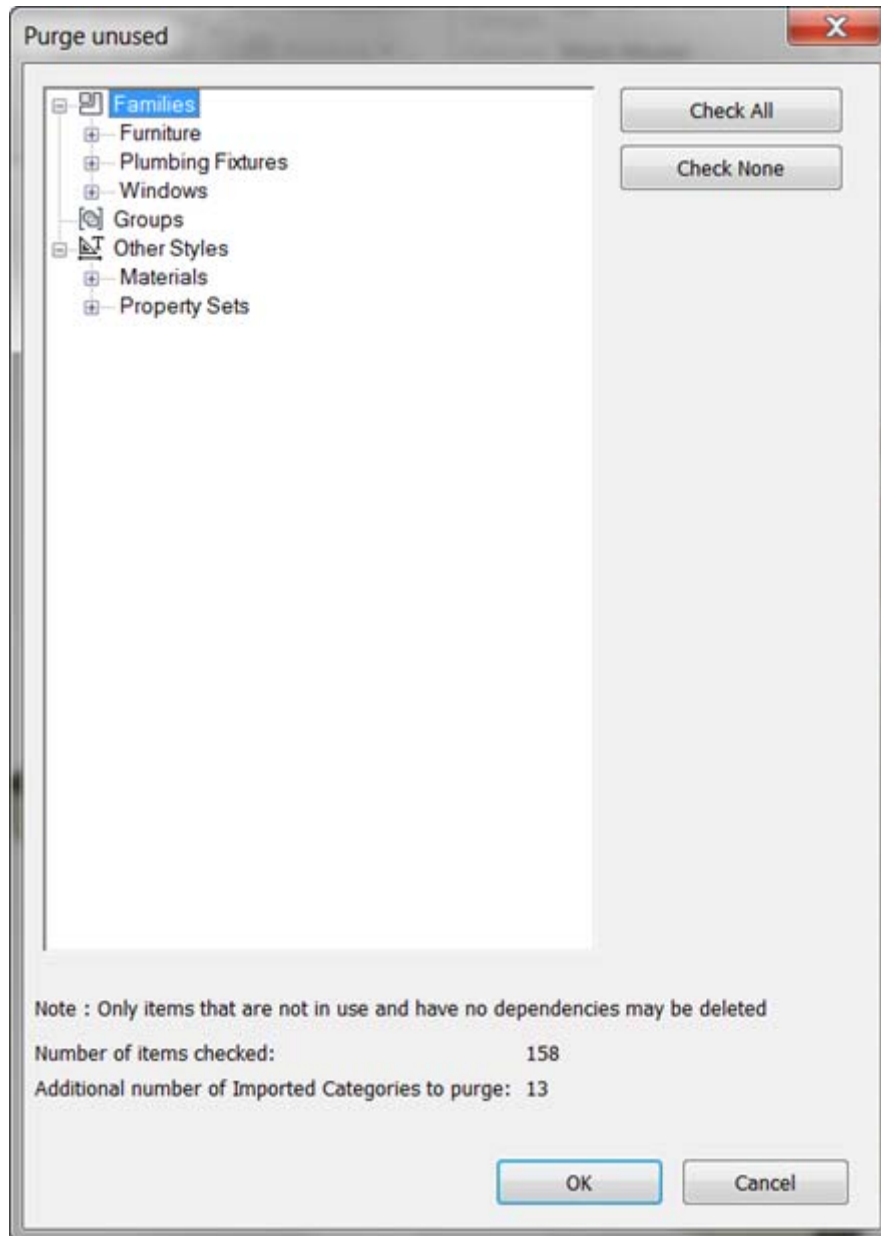 Purge unused
Families
Check All
Furniture
Plumbing Fixtures
Check None
Windows
Groups
Other Styles
Materials
Property Sets
Note : Only items that are not in use and have no dependencies may be deleted
Number of items checked: 158
Additional number of Imported Categories to purge: 13
OK Cancel